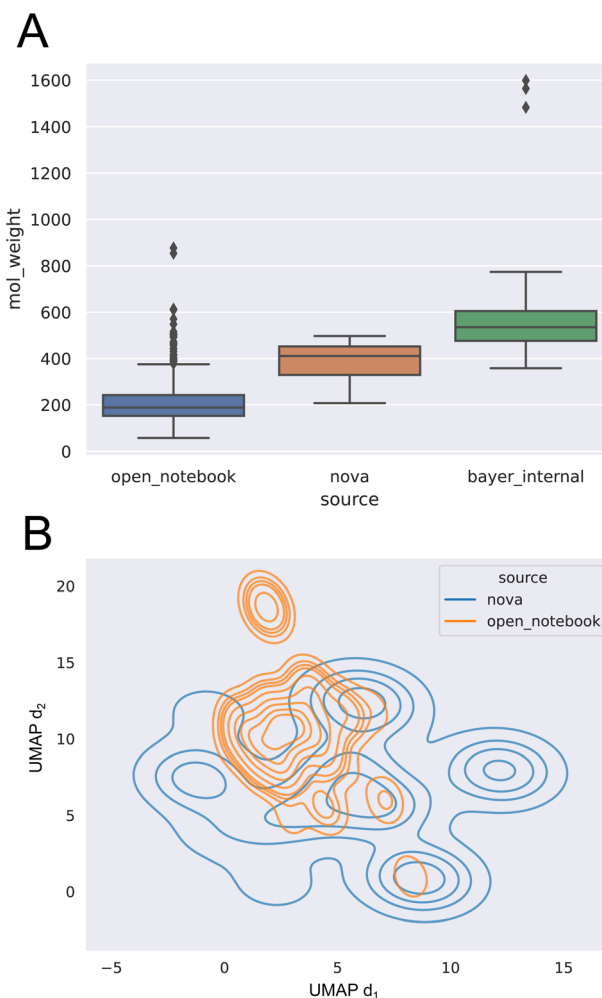 A
1600
1400
1200
1000
800
600
400
200
0
mol_weight
open_notebook nova bayer_internal
source
B
source
nova
open_notebook
20
15
10
5
0
UMAP d2
−5 0 5 10 15
UMAP d1